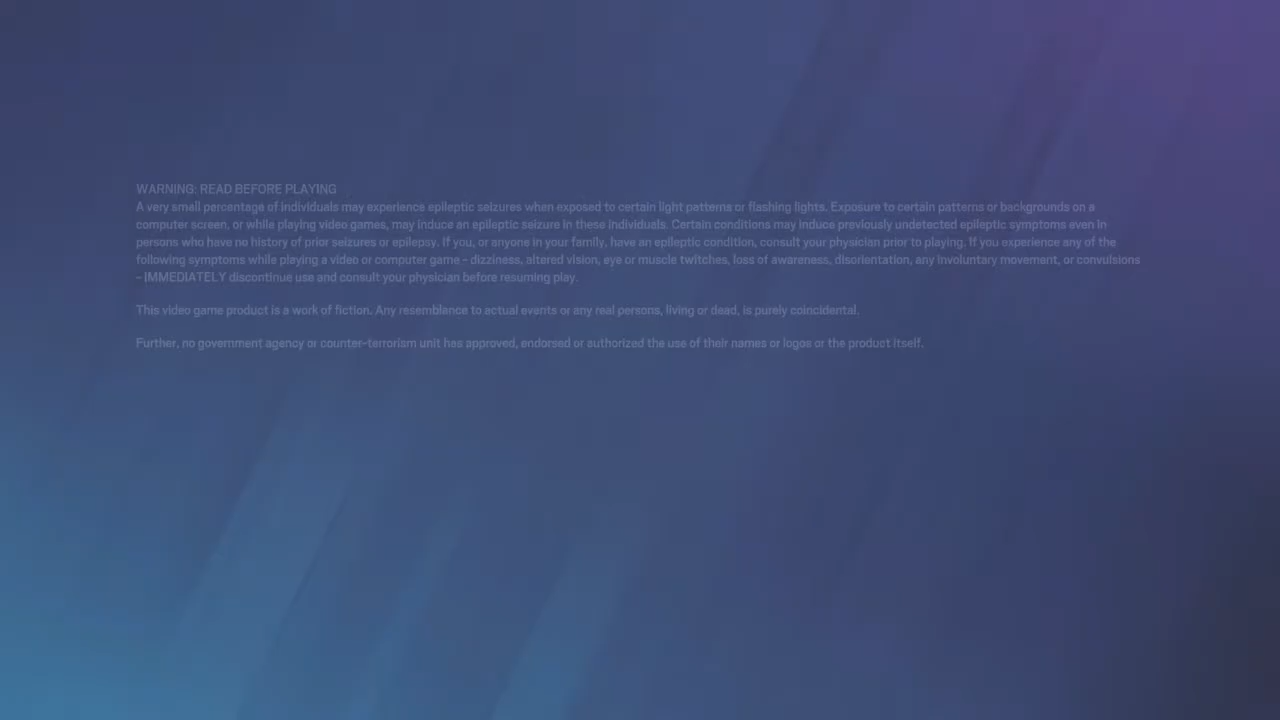 WARNING: READ BEFORE PLAYING
A very small percentage of individuals may experience epileptic seizures when exposed to certain light patterns or flashing lights. Exposure to certain patterns or backgrounds on a
computer screen, or while playing video games, may induce an epileptic seizure in these individuals. Certain conditions may induce previously undetected epileptic symptoms even in
persons who have no history of prior seizures or epilepsy. If you, or anyone in your family, have an epileptic condition, consult your physician prior to playing. If you experience any of the
following symptoms while playing a video or computer game - dizziness, altered vision, eye or muscle twitches, loss of awareness, disorientation, any involuntary movement, or convulsions
- IMMEDIATELY discontinue use and consult your physician before resuming play.
This video game product is a work of fiction. Any resemblance to actual events or any real persons, living or dead, is purely coincidental.
Further, no government agency or counter-terrorism unit has approved, endorsed or authorized the use of their names or logos or the product itself.